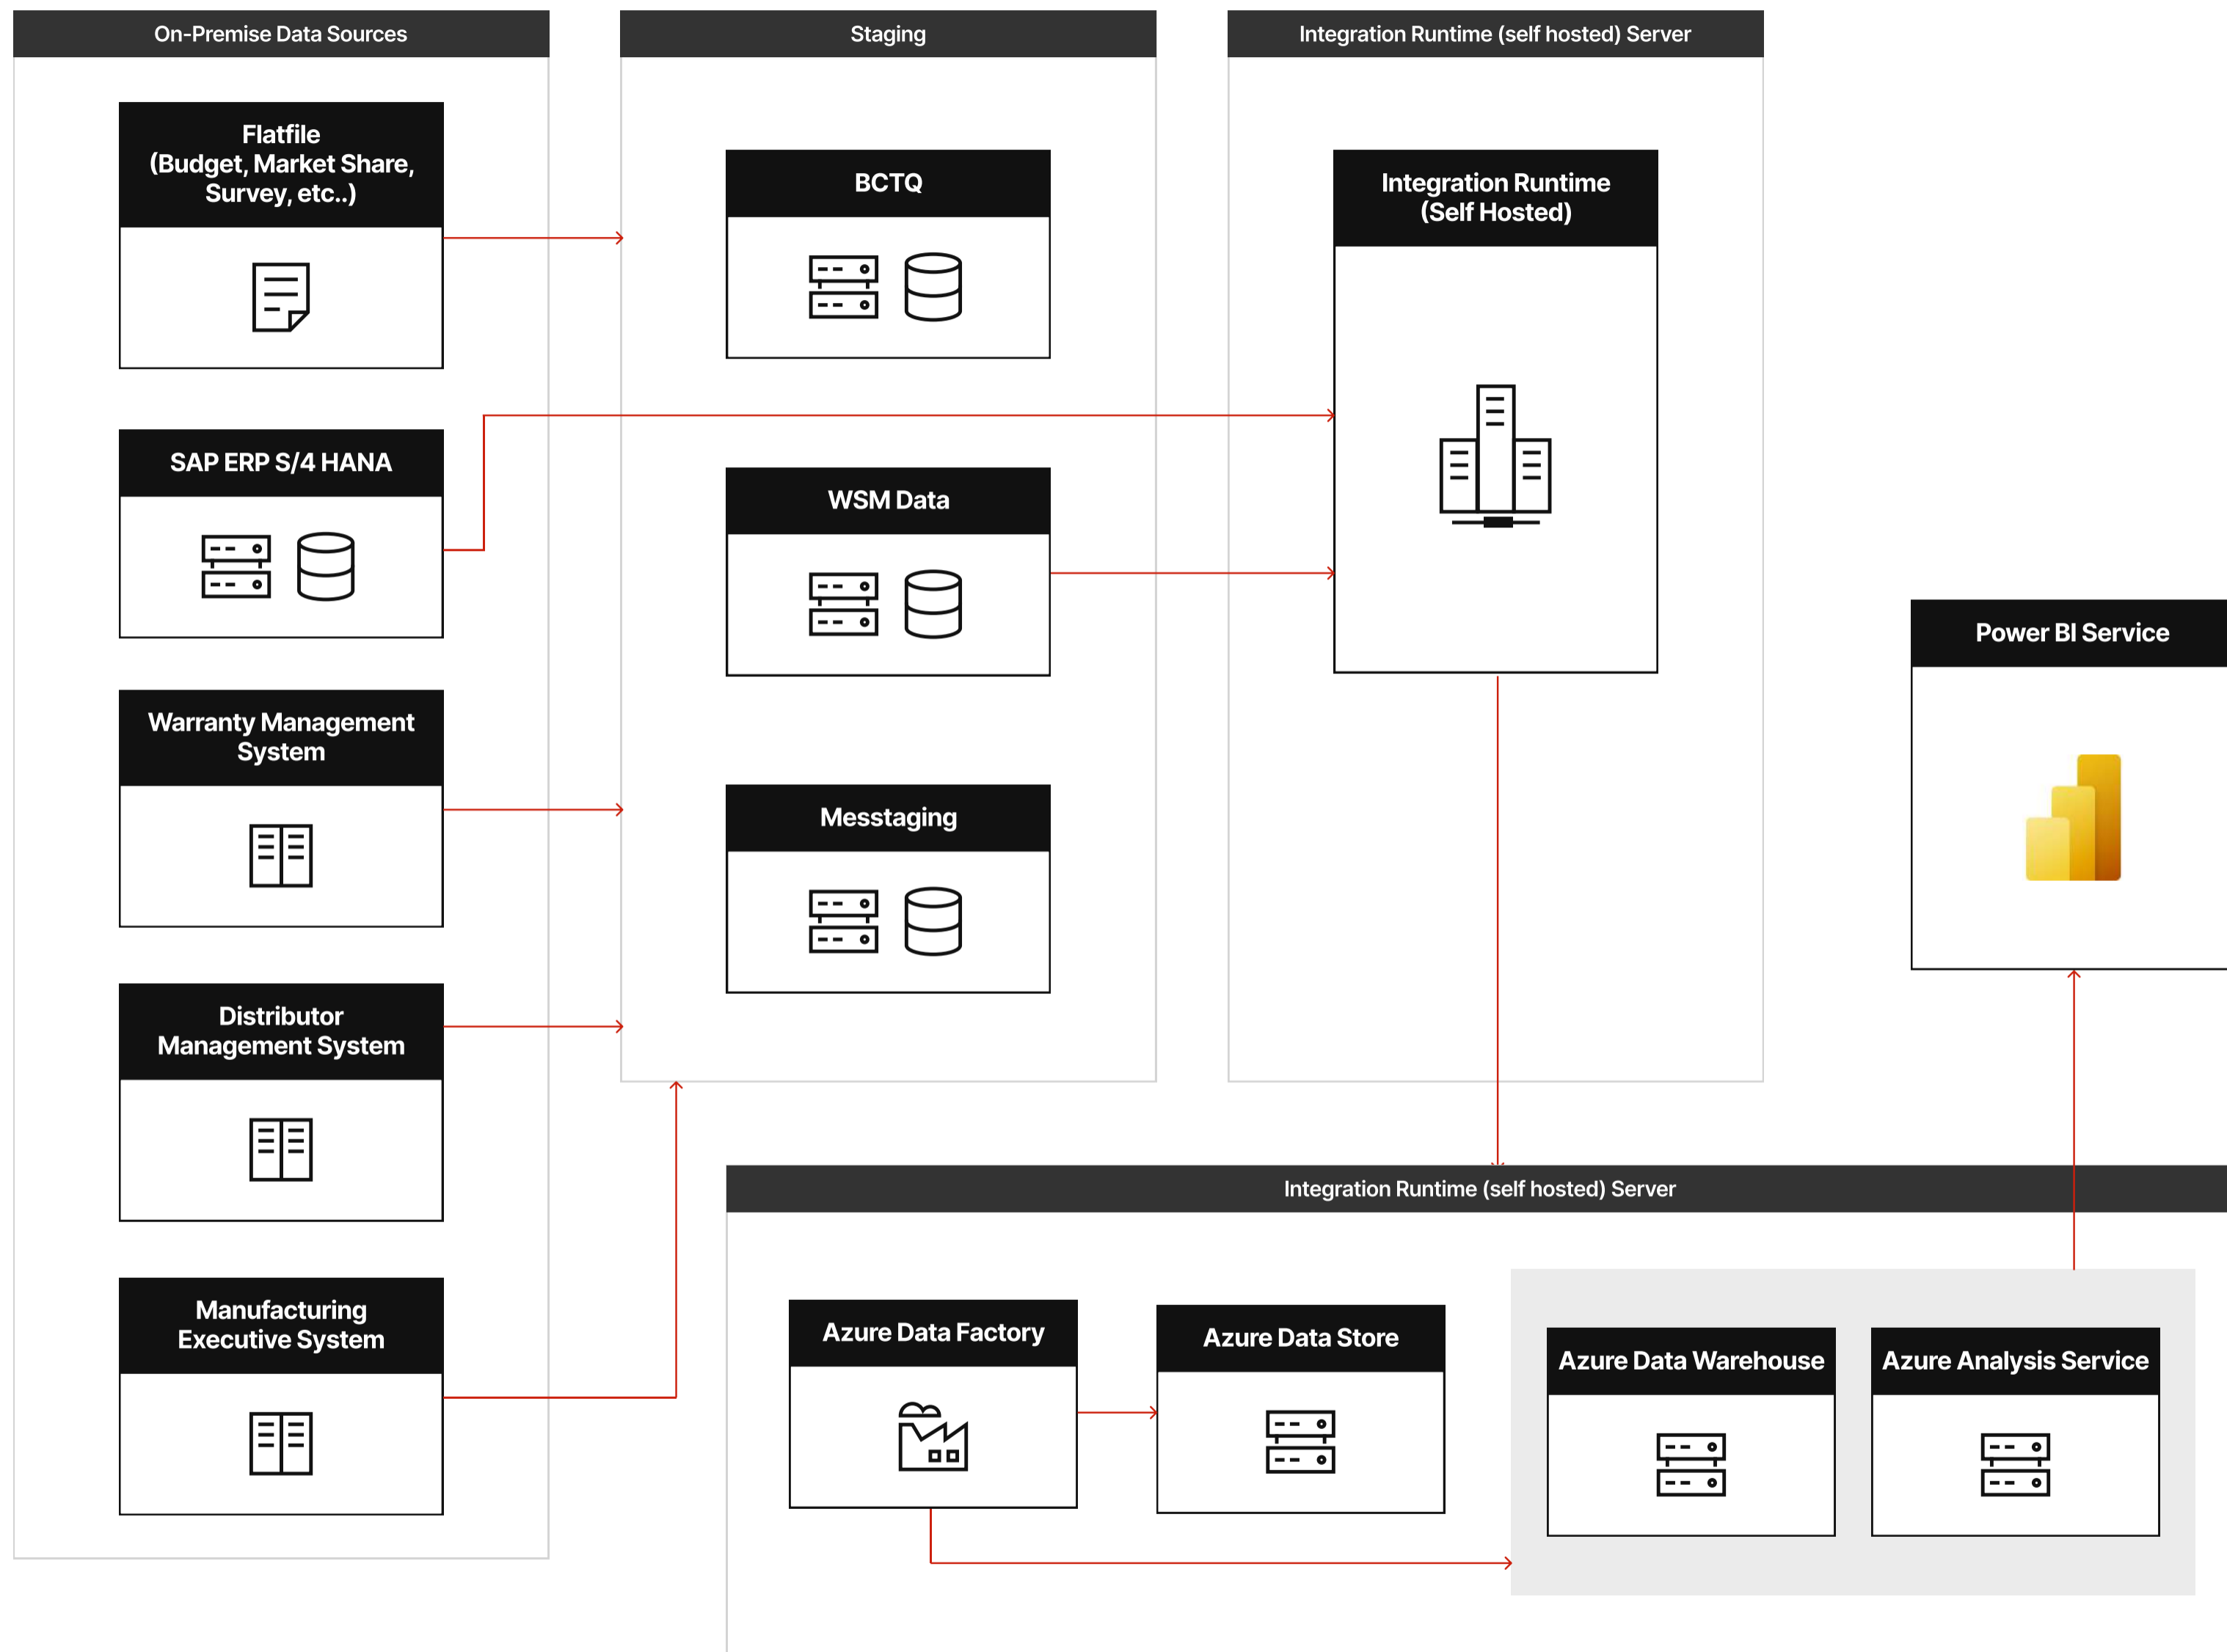 On-Premise Data Sources
Flatfile
(Budget, Market Share,
Survey, etc..)
SAP ERP S/4 HANA
Warranty Management
System
Distributor
Management System
Manufacturing
Executive System
Staging
BCTQ
WSM Data
Messtaging
Integration Runtime (self hosted) Server
Integration Runtime
(Self Hosted)
Power BI Service
Integration Runtime (self hosted) Server
Azure Data Factory
Azure Data Store
Azure Data Warehouse
Azure Analysis Service